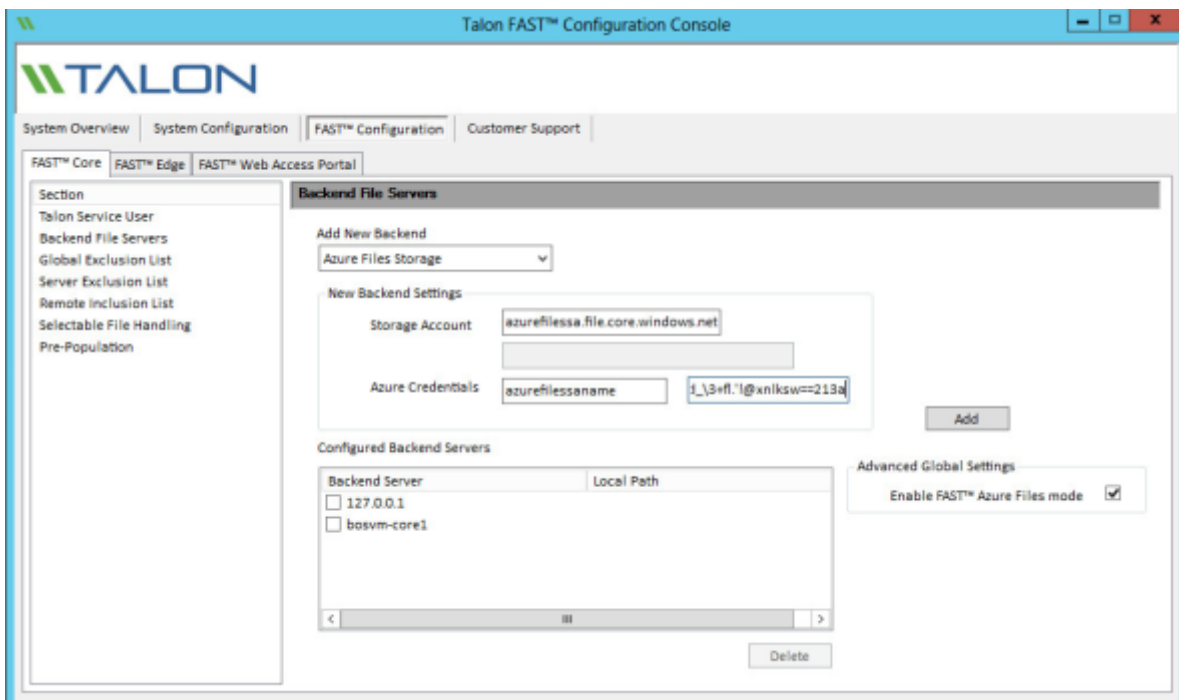 Talon FAST™ Configuration Console
TALON
System Overview System Configuration FAST™ Configuration Customer Support
FAST™ Core FAST™ Edge FAST™ Web Access Portal
Section
Talon Service User
Backend File Servers
Global Exclusion List
Server Exclusion List
Remote Inclusion List
Selectable File Handling
Pre-Population
Backend File Servers
Add New Backend
Azure Files Storage
New Backend Settings
Storage Account azurefilessa.file.core.windows.net
Azure Credentials azurefilessaname
Add
Configured Backend Servers
Backend Server Local Path
127.0.0.1
bosvm-core1
Delete
Advanced Global Settings
Enable FAST™ Azure Files mode